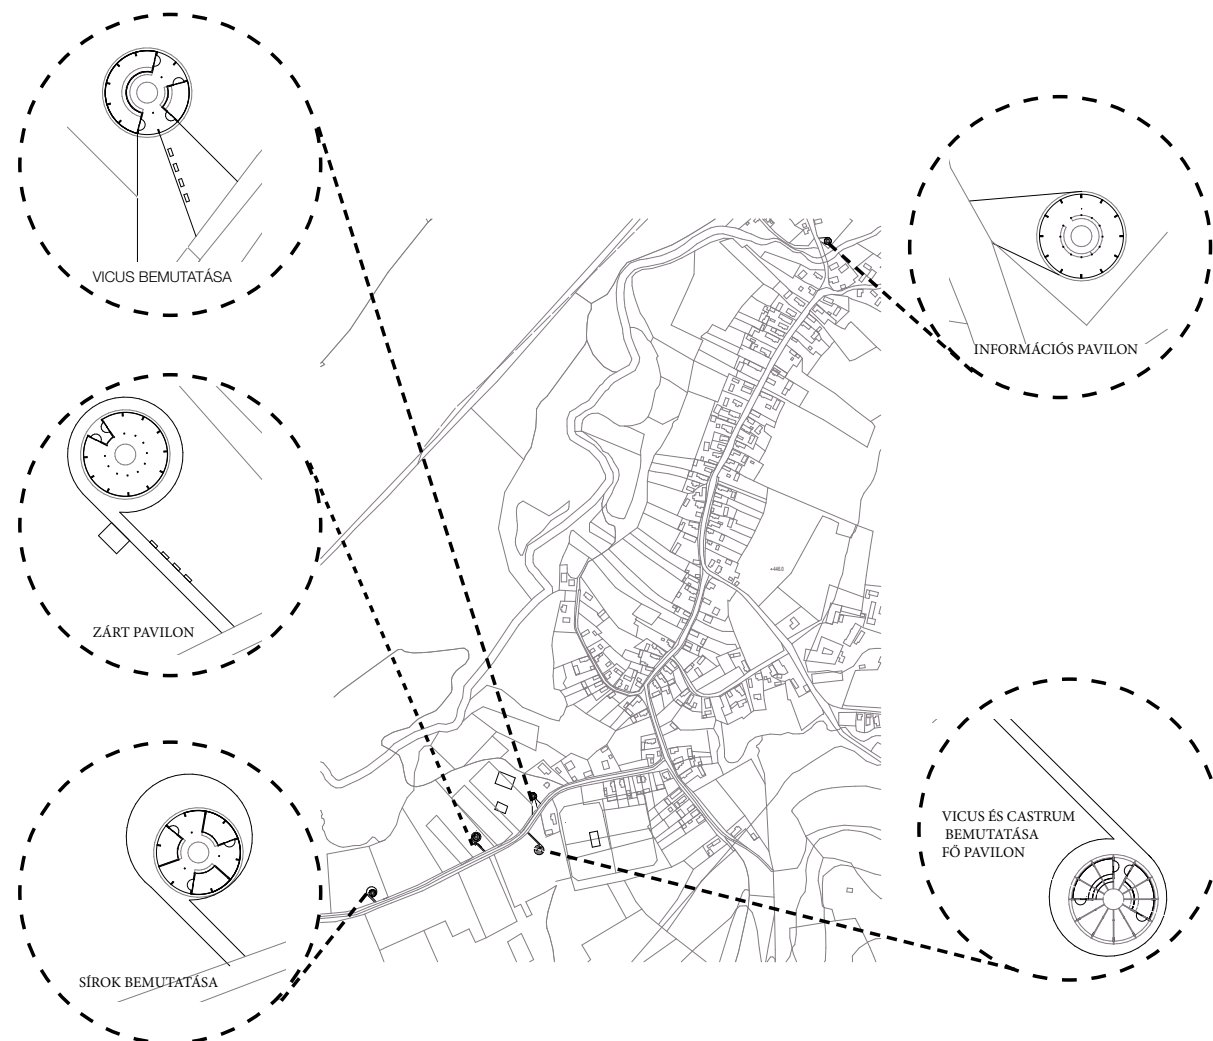 VICUS BEMUTATÁSA
INFORMÁCIÓS PAVILON
ZÁRT PAVILON
VICUS ÉS CASTRUM
BEMUTATÁSA
FŐ PAVILON
SÍROK BEMUTATÁSA